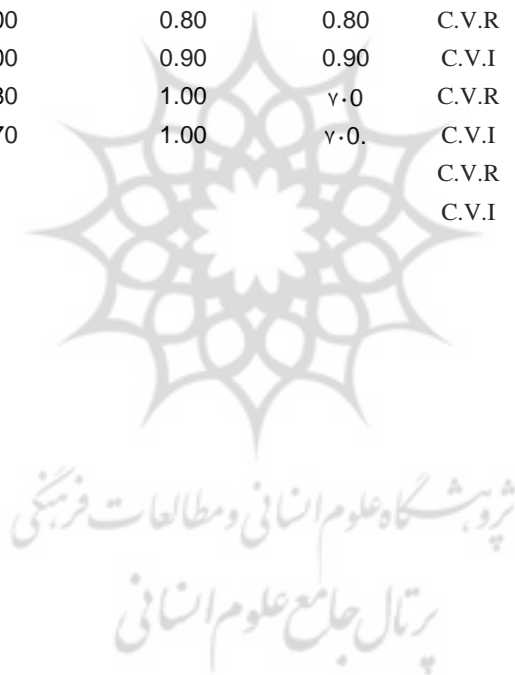 00 0.80 0.80 C.V.R
00 0.90 0.90 C.V.I
30 1.00 ۷۰0 C.V.R
70 1.00 ۷۰0. C.V.I
C.V.R
C.V.I
پژوهشگاه علوم انسانی و مطالعات فرهنگی
پرتال جامع علوم انسانی